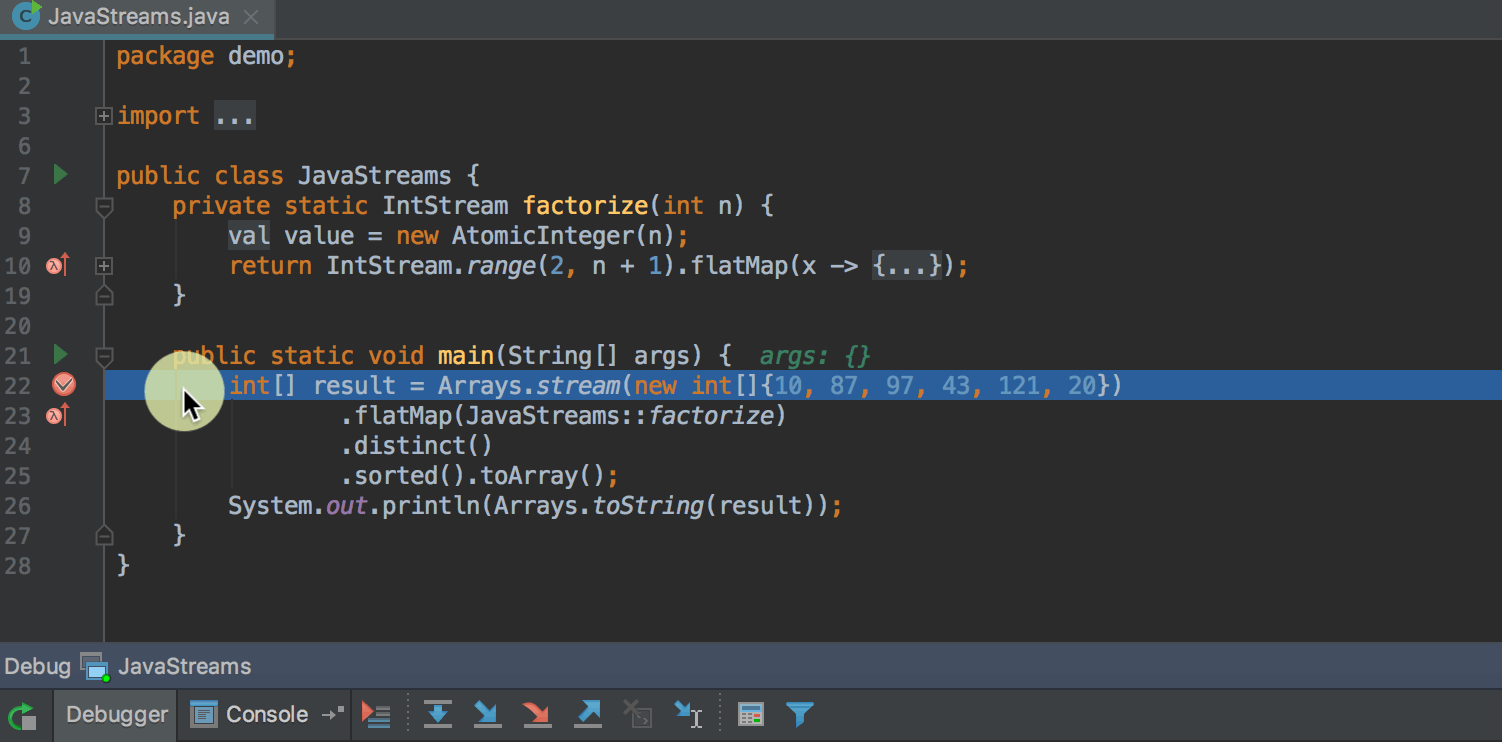 JavaStreams.java
1 package demo;
2
3 import ...
6
7 public class JavaStreams {
8 private static IntStream factorize(int n) {
9 val value = new AtomicInteger(n);
10 return IntStream.range(2, n + 1).flatMap(x -> {...});
19 }
20
21 public static void main(String[] args) { args: {}
22 int[] result = Arrays.stream(new int[]{10, 87, 97, 43, 121, 20})
23 .flatMap(JavaStreams::factorize)
24 .distinct()
25 .sorted().toArray();
26 System.out.println(Arrays.toString(result));
27 }
28 }
Debug JavaStreams
Debugger Console